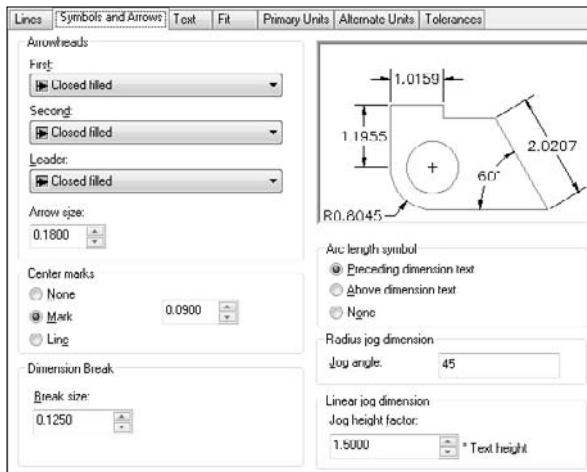 Lines Symbols and Arrows Text Fit Primary Units Alternate Units Tolerances
Arrowheads
First:
Closed filled
Second:
Closed filled
Leader:
Closed filled
Arrow size:
0.1800
Center marks
None
Mark
Line
0.0900
Dimension Break
Break size:
0.1250
1.0159
1.1955
2.0207
60°
R0.8045
Arc length symbol
Preceding dimension text
Above dimension text
None
Radius jog dimension
Jog angle: 45
Linear jog dimension
Jog height factor:
1.5000 * Text height